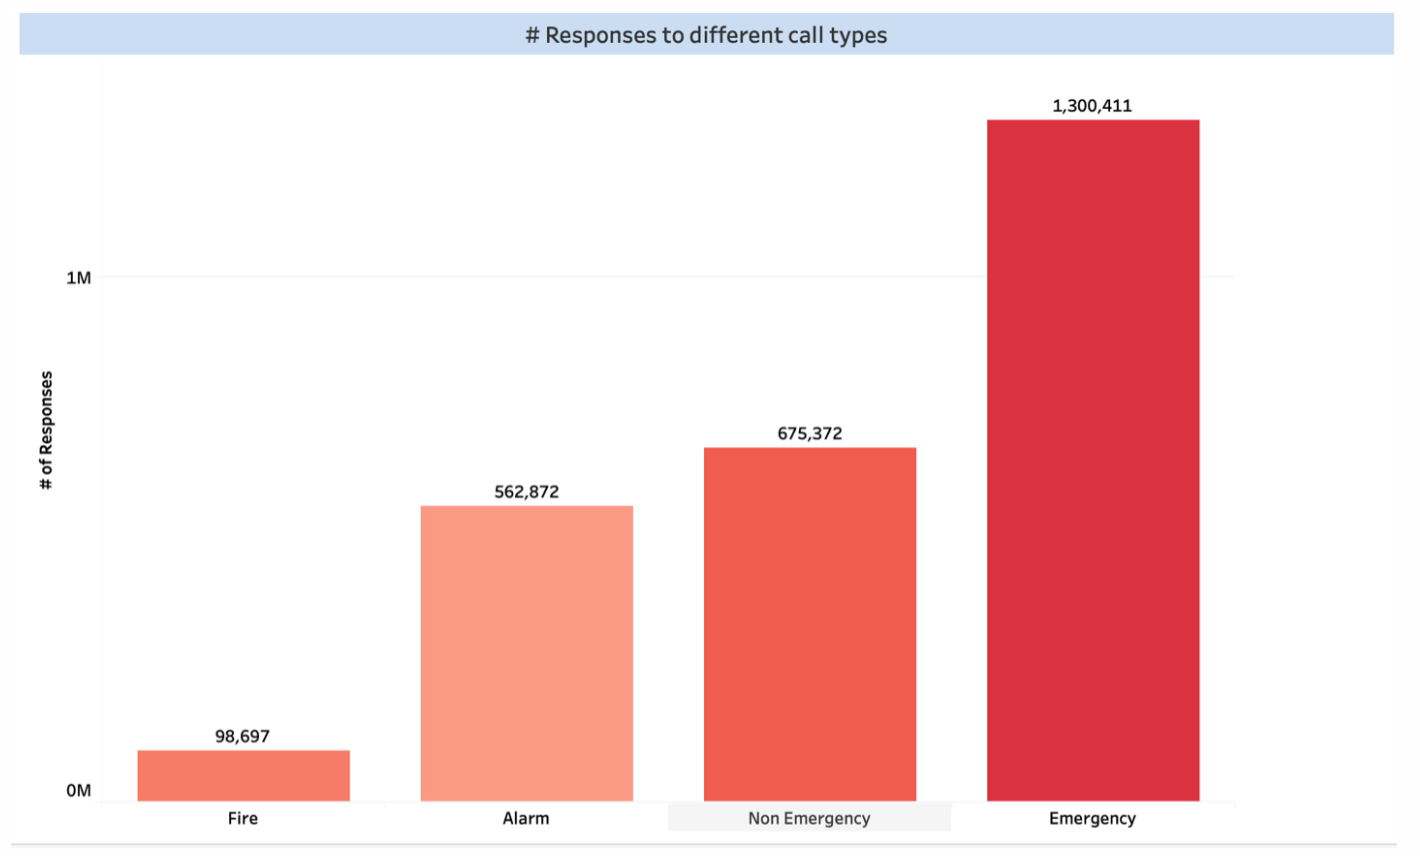 # Responses to different call types
1,300,411
1M
# of Responses
675,372
562,872
98,697
0M
Fire
Alarm
Non Emergency
Emergency